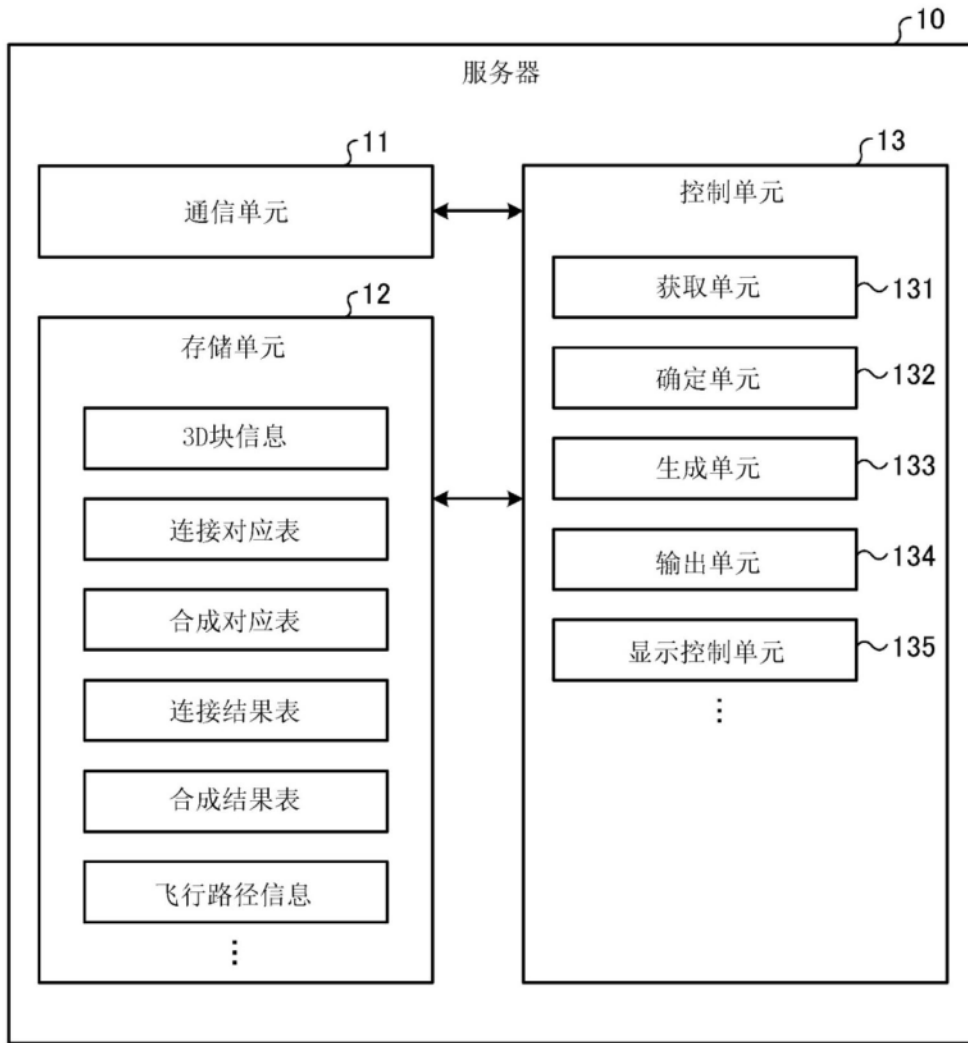 10
服务器
11
通信单元
12
存储单元
3D块信息
连接对应表
合成对应表
连接结果表
合成结果表
飞行路径信息
⋮
13
控制单元
获取单元 131
确定单元 132
生成单元 133
输出单元 134
显示控制单元 135
⋮